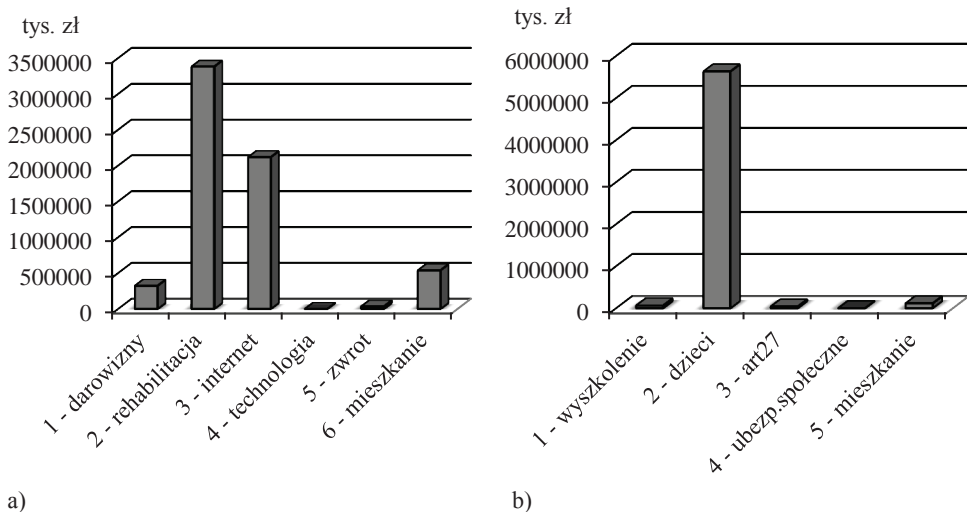 tys. zł
3500000
3000000
2500000
2000000
1500000
1000000
500000
0
1 - darowizny
2 - rehabilitacja
3 - internet
4 - technologia
5 - zwrot
6 - mieszkanie
a)
tys. zł
6000000
5000000
4000000
3000000
2000000
1000000
0
1 - wyszkolenie
2 - dzieci
3 - art27
4 - ubezp.społeczne
5 - mieszkanie
b)